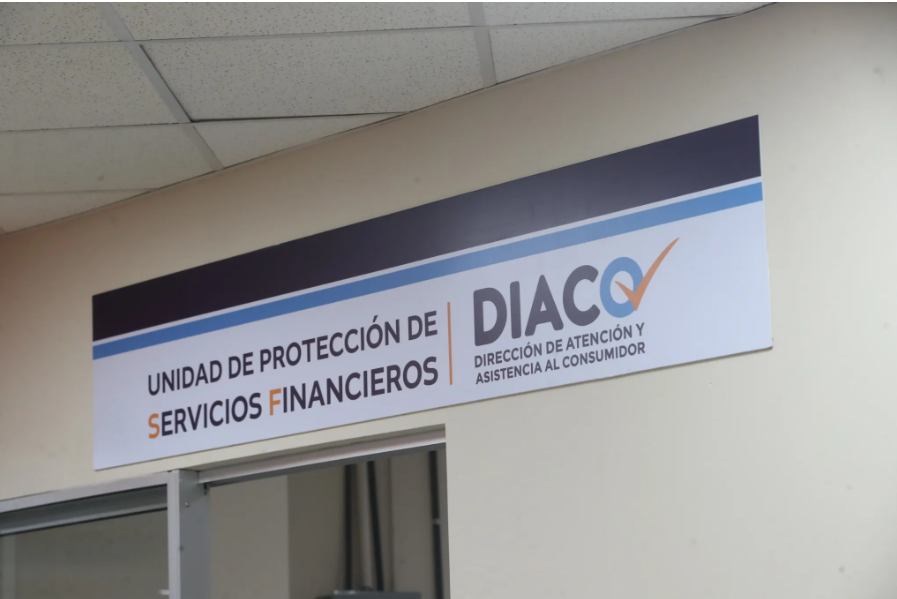 UNIDAD DE PROTECCIÓN DE
SERVICIOS FINANCIEROS
DIACO
DIRECCIÓN DE ATENCIÓN Y
ASISTENCIA AL CONSUMIDOR